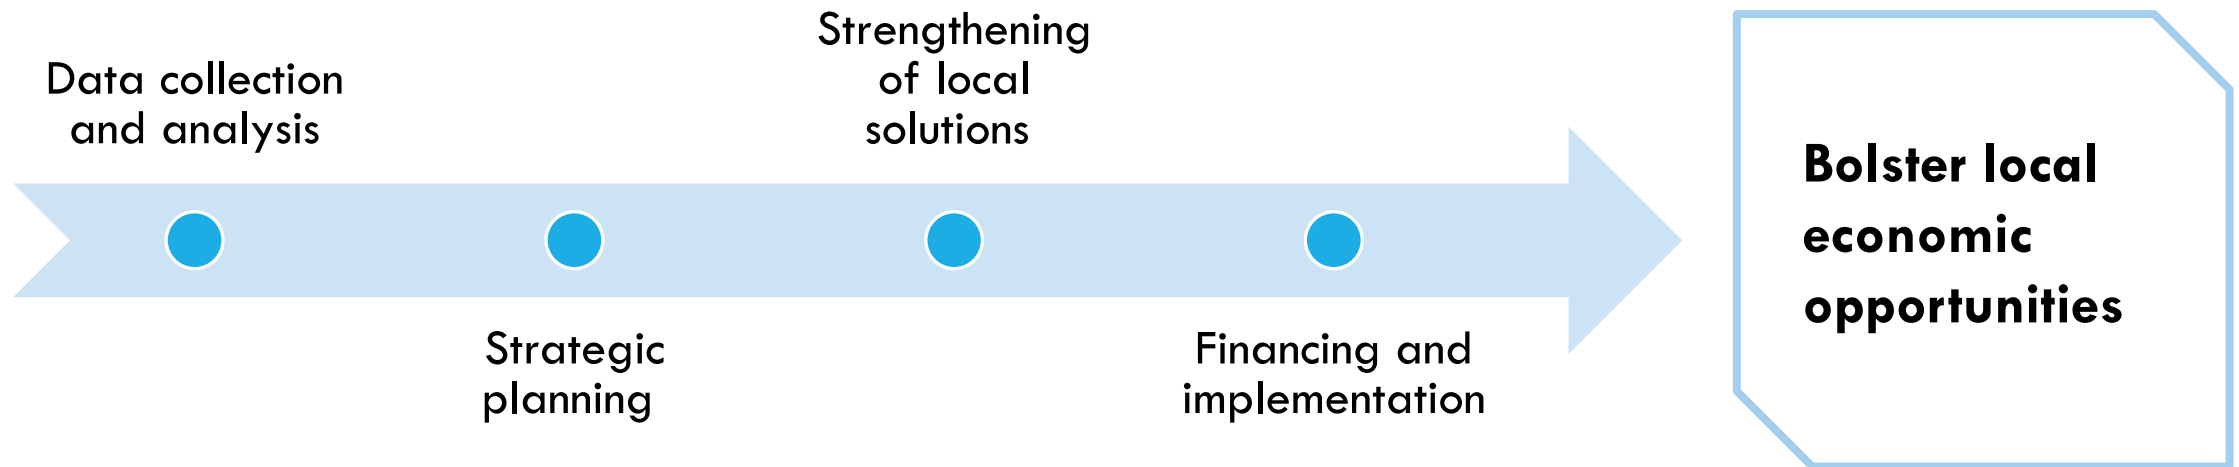 Data collection
and analysis
Strategic
planning
Strengthening
of local
solutions
Financing and
implementation
Bolster local
economic
opportunities